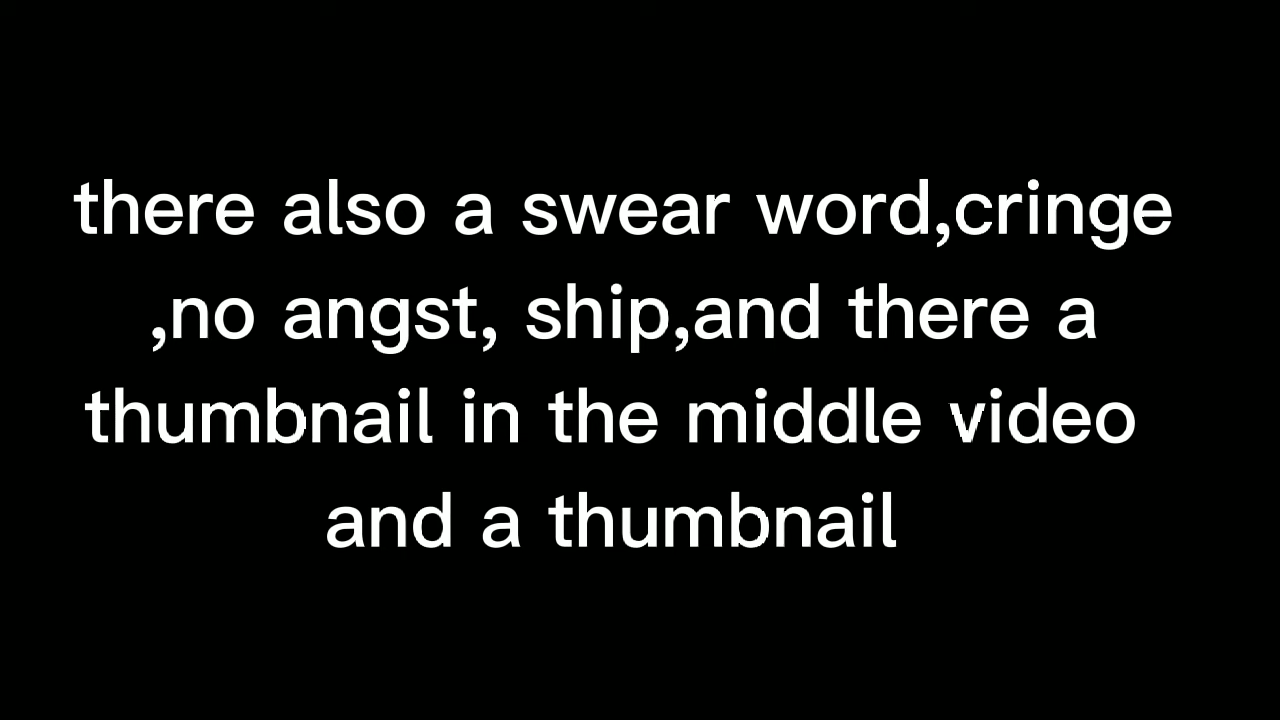 there also a swear word,cringe
,no angst, ship,and there a
thumbnail in the middle video
and a thumbnail